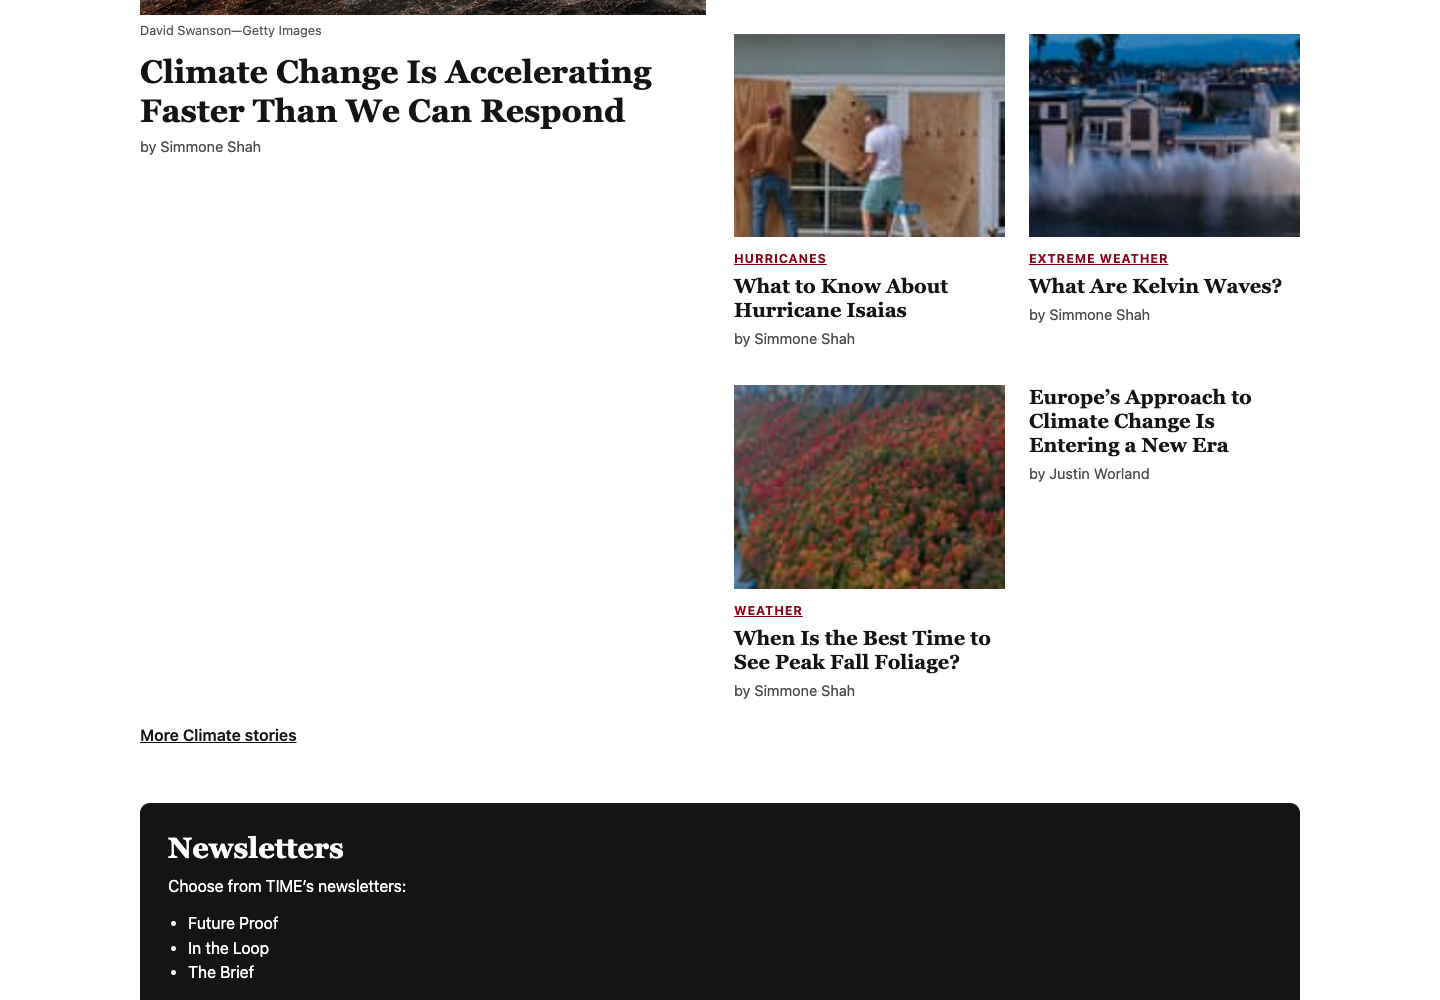 David Swanson—Getty Images
Climate Change Is Accelerating
Faster Than We Can Respond
by Simmone Shah
HURRICANES
What to Know About
Hurricane Isaias
by Simmone Shah
EXTREME WEATHER
What Are Kelvin Waves?
by Simmone Shah
WEATHER
When Is the Best Time to
See Peak Fall Foliage?
by Simmone Shah
Europe’s Approach to
Climate Change Is
Entering a New Era
by Justin Worland
More Climate stories
Newsletters
Choose from TIME’s newsletters:
• Future Proof
• In the Loop
• The Brief